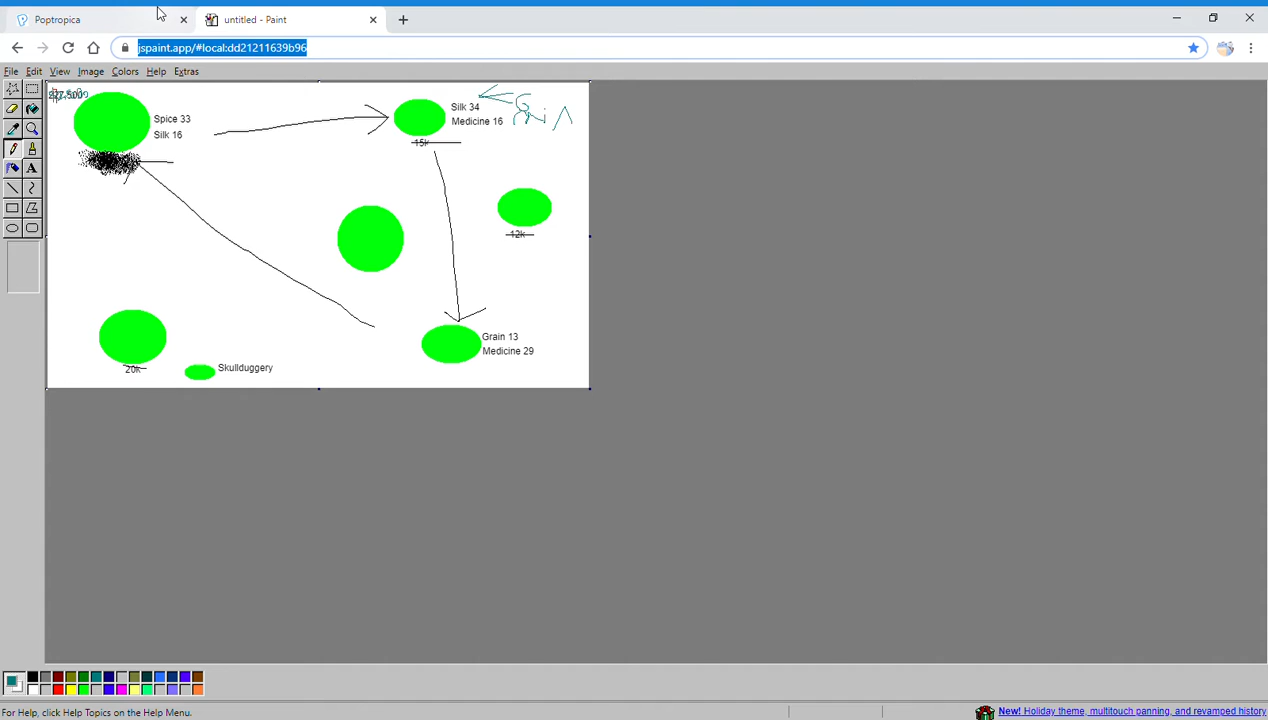 Poptropica
untitled - Paint
jspaint.app/#local:dd21211639b96
File Edit View Image Colors Help Extras
Spice 33
Silk 16
Silk 34
Medicine 16
15k
12k
Grain 13
Medicine 29
20k
Skullduggery
For Help, click Help Topics on the Help Menu.
New! Holiday theme, multitouch panning, and revamped history